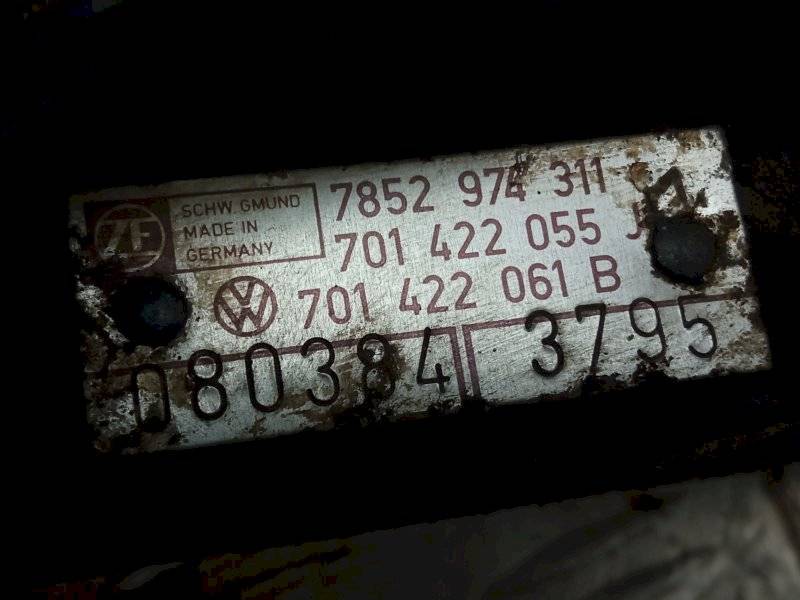 ZF
SCHW. GMUND
MADE IN
GERMANY
7852 974 311
701 422 055 J
701 422 061 B
080384 3795